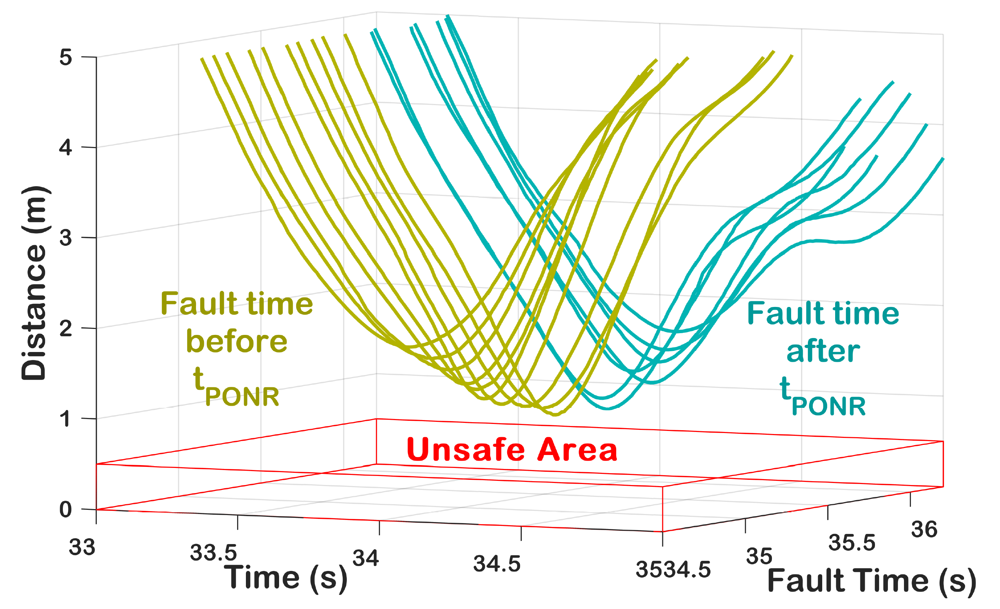 5
4
3
2
1
0
Distance (m)
Fault time
before
tPONR
Fault time
after
tPONR
Unsafe Area
33
33.5
34
34.5
35
Time (s)
34.5
35
35.5
36
Fault Time (s)